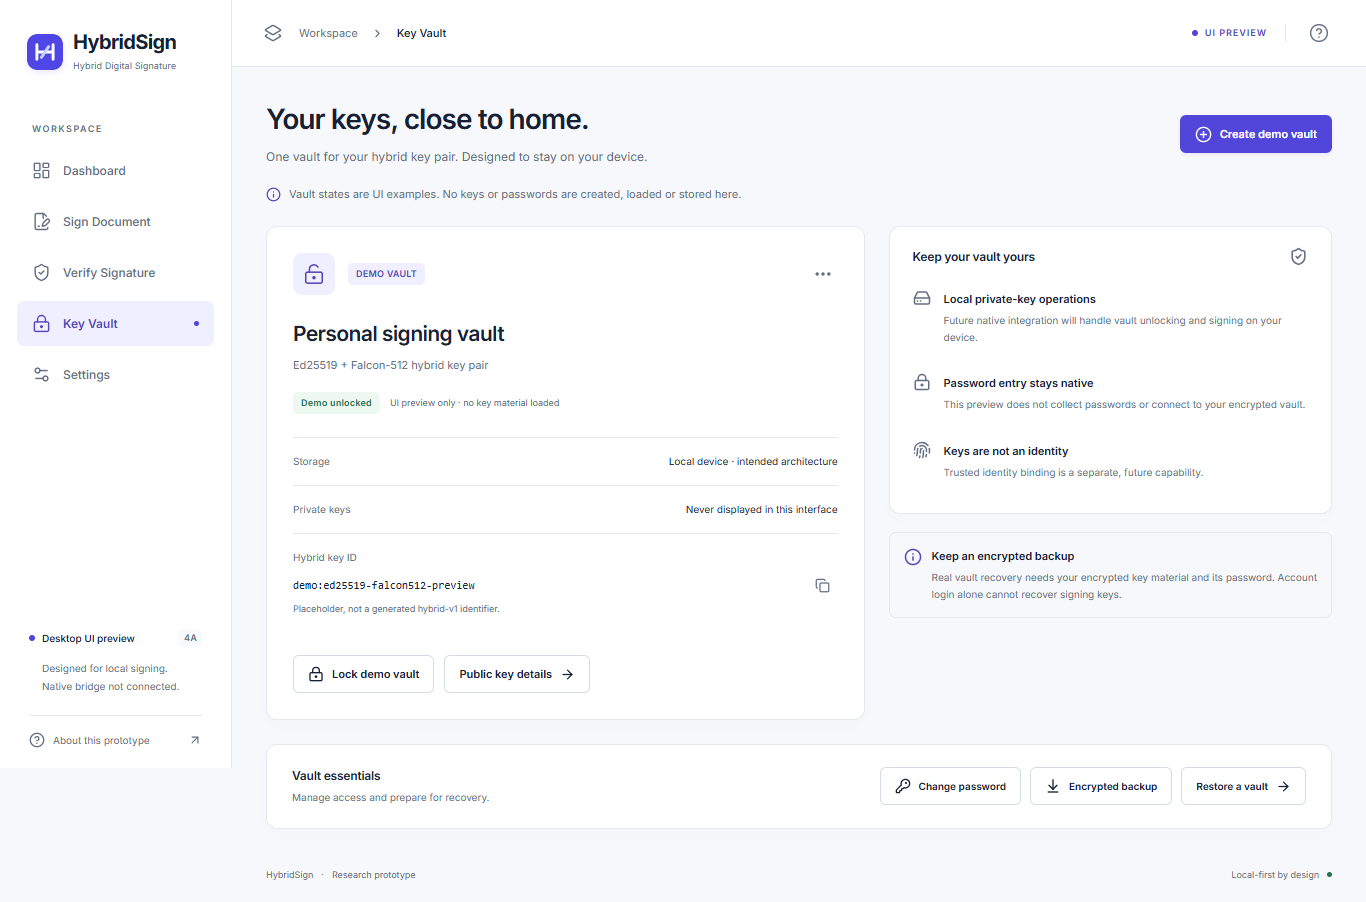 HybridSign
Hybrid Digital Signature
WORKSPACE
Dashboard
Sign Document
Verify Signature
Key Vault
Settings
Desktop UI preview
4A
Designed for local signing.
Native bridge not connected.
About this prototype
Workspace
Key Vault
UI PREVIEW
Your keys, close to home.
One vault for your hybrid key pair. Designed to stay on your device.
Create demo vault
Vault states are UI examples. No keys or passwords are created, loaded or stored here.
DEMO VAULT
Personal signing vault
Ed25519 + Falcon-512 hybrid key pair
Demo unlocked
UI preview only · no key material loaded
Storage
Local device · intended architecture
Private keys
Never displayed in this interface
Hybrid key ID
demo:ed25519-falcon512-preview
Placeholder, not a generated hybrid-v1 identifier.
Lock demo vault
Public key details
Keep your vault yours
Local private-key operations
Future native integration will handle vault unlocking and signing on your
device.
Password entry stays native
This preview does not collect passwords or connect to your encrypted vault.
Keys are not an identity
Trusted identity binding is a separate, future capability.
Keep an encrypted backup
Real vault recovery needs your encrypted key material and its password. Account
login alone cannot recover signing keys.
Vault essentials
Manage access and prepare for recovery.
Change password
Encrypted backup
Restore a vault
HybridSign · Research prototype
Local-first by design